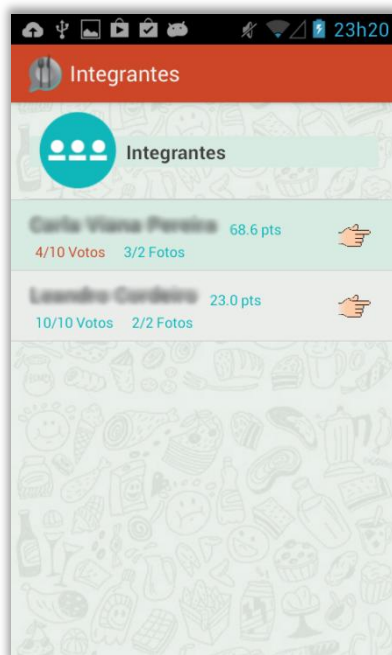 23h20
Integrantes
Integrantes
68.6 pts
4/10 Votos 3/2 Fotos
23.0 pts
10/10 Votos 2/2 Fotos